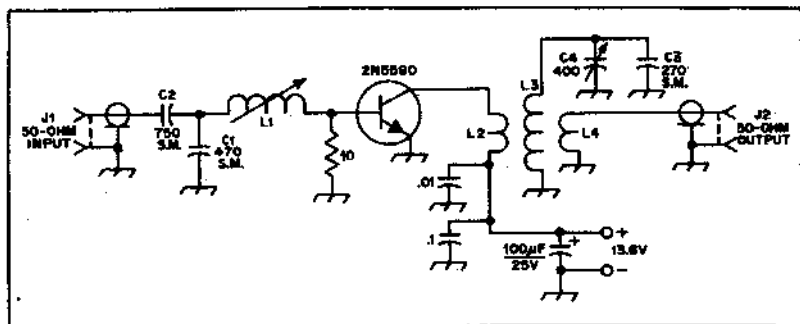 2N5590
C2
750
S.M.
C1
470
S.M.
L1
J1
50-OHM
INPUT
10
L2
L3
L4
C4
400
C3
270
S.M.
J2
50-OHM
OUTPUT
.01
.1
100µF
25V
+
+
13.6V
-